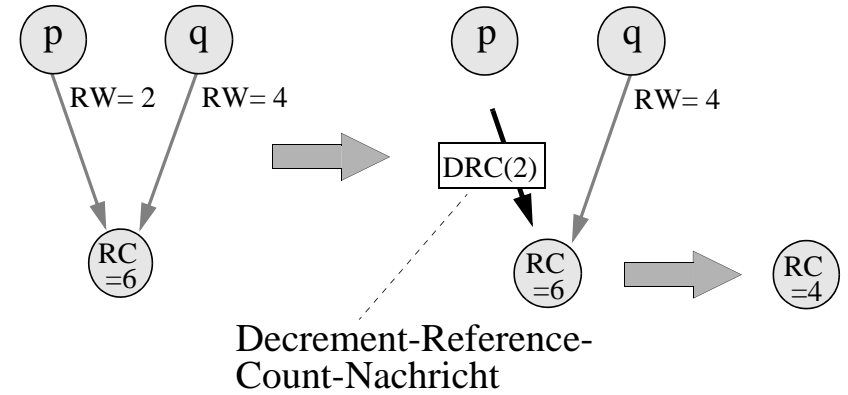 p
q
RW= 2
RW= 4
RC
=6
p
q
RW= 4
DRC(2)
RC
=6
RC
=4
Decrement-Reference-
Count-Nachricht